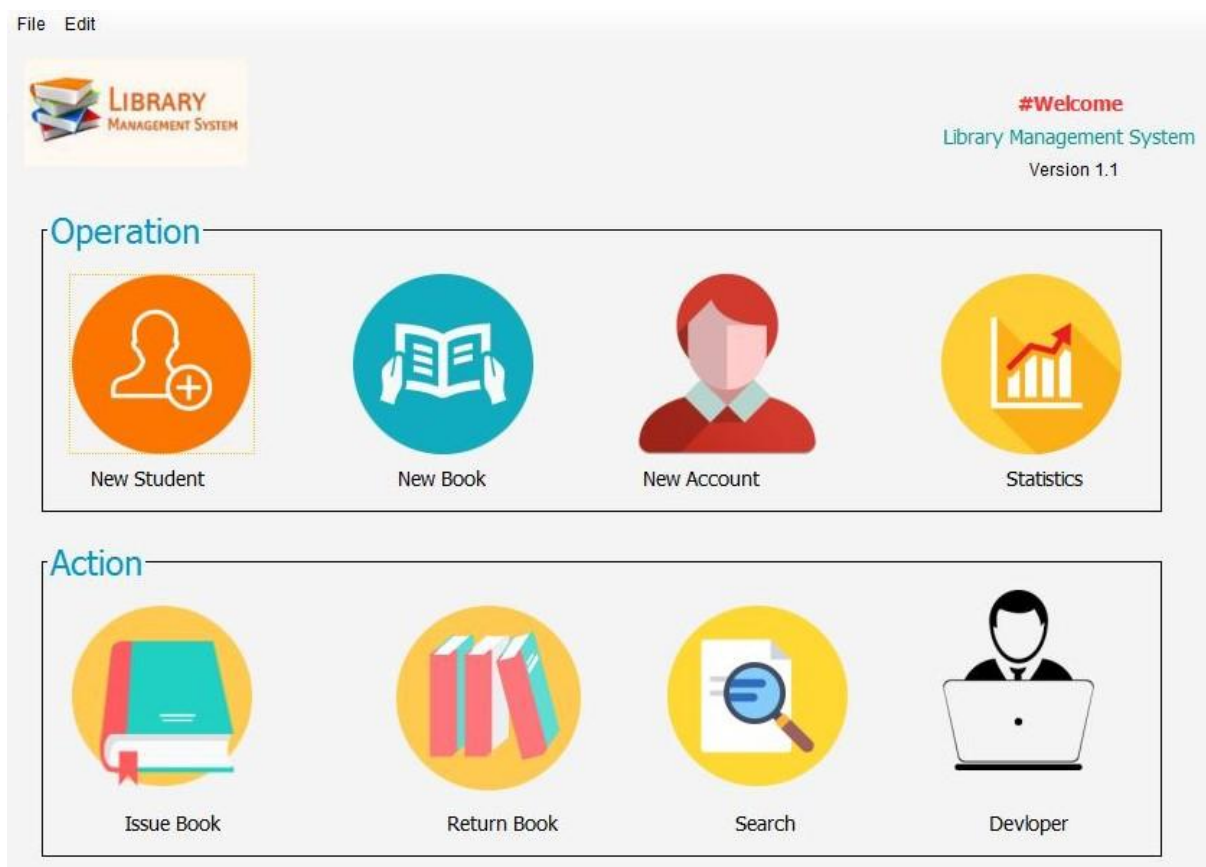 File Edit
LIBRARY
MANAGEMENT SYSTEM
#Welcome
Library Management System
Version 1.1
Operation
New Student New Book New Account Statistics
Action
Issue Book Return Book Search Devloper